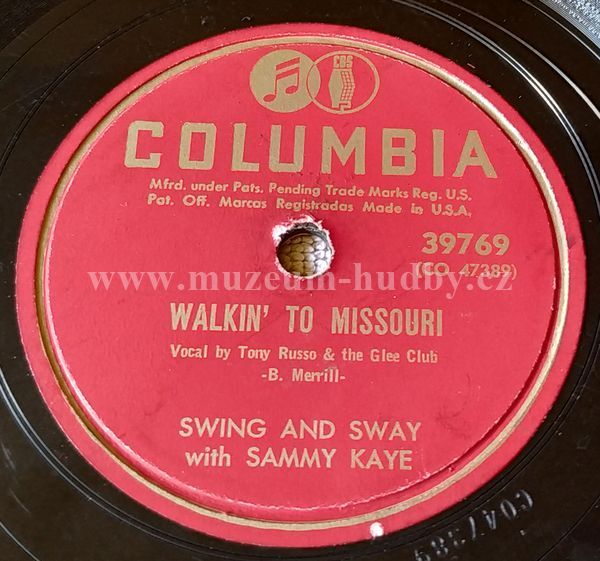 CBS
COLUMBIA
Mfrd. under Pats. Pending Trade Marks Reg. U.S.
Pat. Off. Marcas Registradas Made in U.S.A.
39769
(CO. 47389)
www.muzeum-hudby.cz
WALKIN' TO MISSOURI
Vocal by Tony Russo & the Glee Club
-B. Merrill-
SWING AND SWAY
with SAMMY KAYE
CO47389